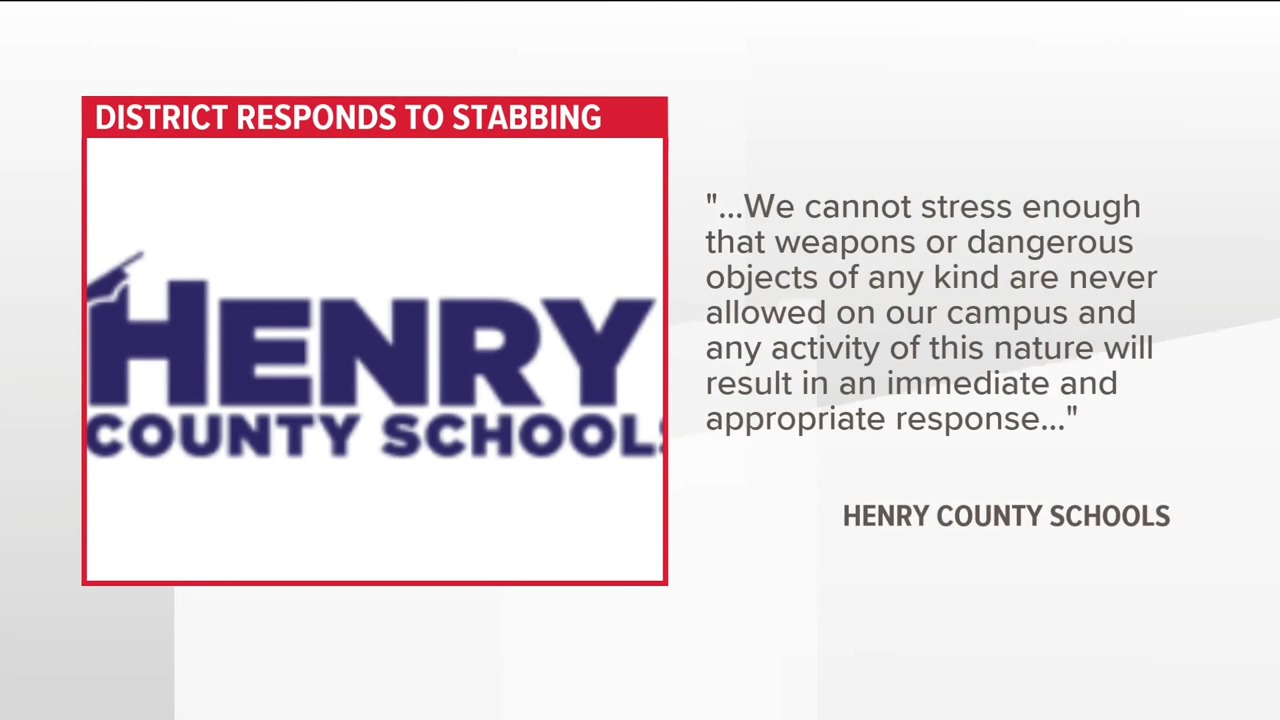 DISTRICT RESPONDS TO STABBING
HENRY
COUNTY SCHOOLS
"...We cannot stress enough
that weapons or dangerous
objects of any kind are never
allowed on our campus and
any activity of this nature will
result in an immediate and
appropriate response..."
HENRY COUNTY SCHOOLS